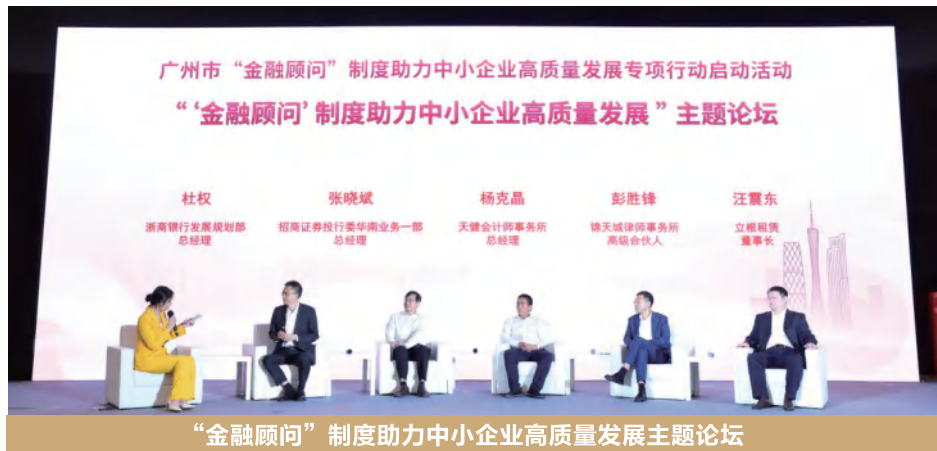 广州市“金融顾问”制度助力中小企业高质量发展专项行动启动活动
“‘金融顾问’制度助力中小企业高质量发展”主题论坛
杜权
浙商银行发展规划部
总经理
张晓斌
招商证券投行委华南业务一部
总经理
杨克晶
天健会计师事务所
总经理
彭胜锋
锦天城律师事务所
高级合伙人
汪震东
立根租赁
董事长
“金融顾问”制度助力中小企业高质量发展主题论坛